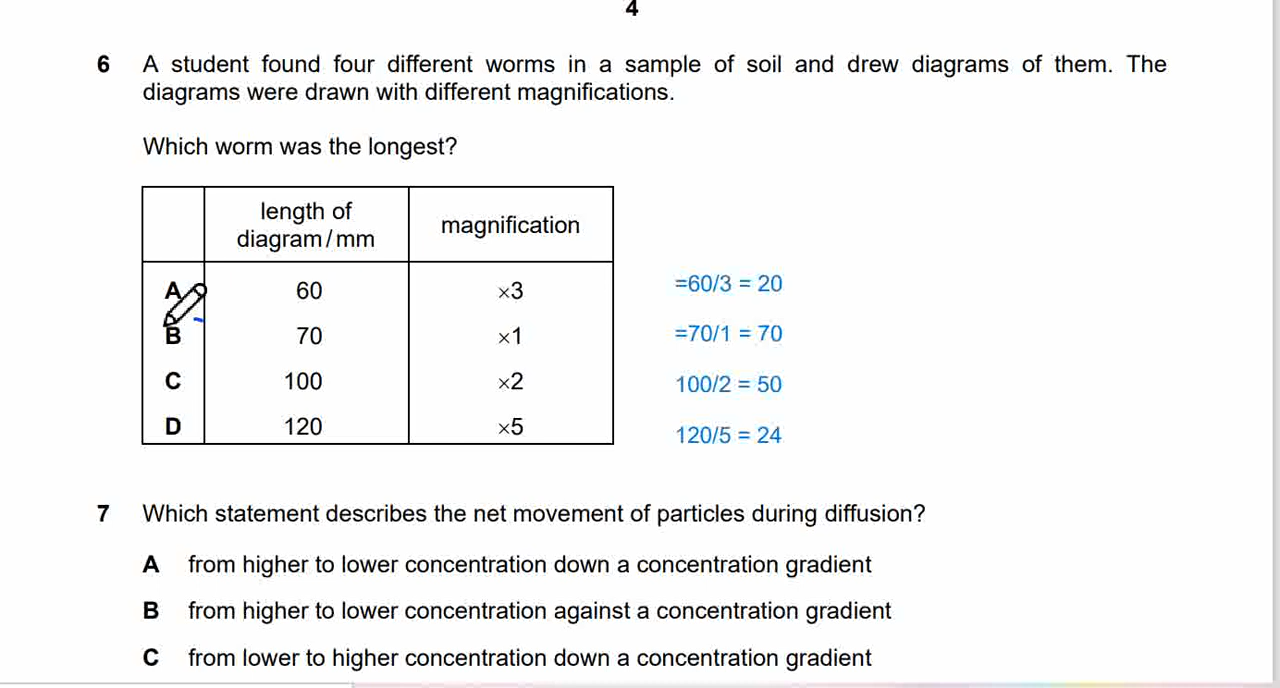 4
6 A student found four different worms in a sample of soil and drew diagrams of them. The
diagrams were drawn with different magnifications.
Which worm was the longest?
length of
diagram / mm magnification
A 60 ×3 =60/3 = 20
B 70 ×1 =70/1 = 70
C 100 ×2 100/2 = 50
D 120 ×5 120/5 = 24
7 Which statement describes the net movement of particles during diffusion?
A from higher to lower concentration down a concentration gradient
B from higher to lower concentration against a concentration gradient
C from lower to higher concentration down a concentration gradient